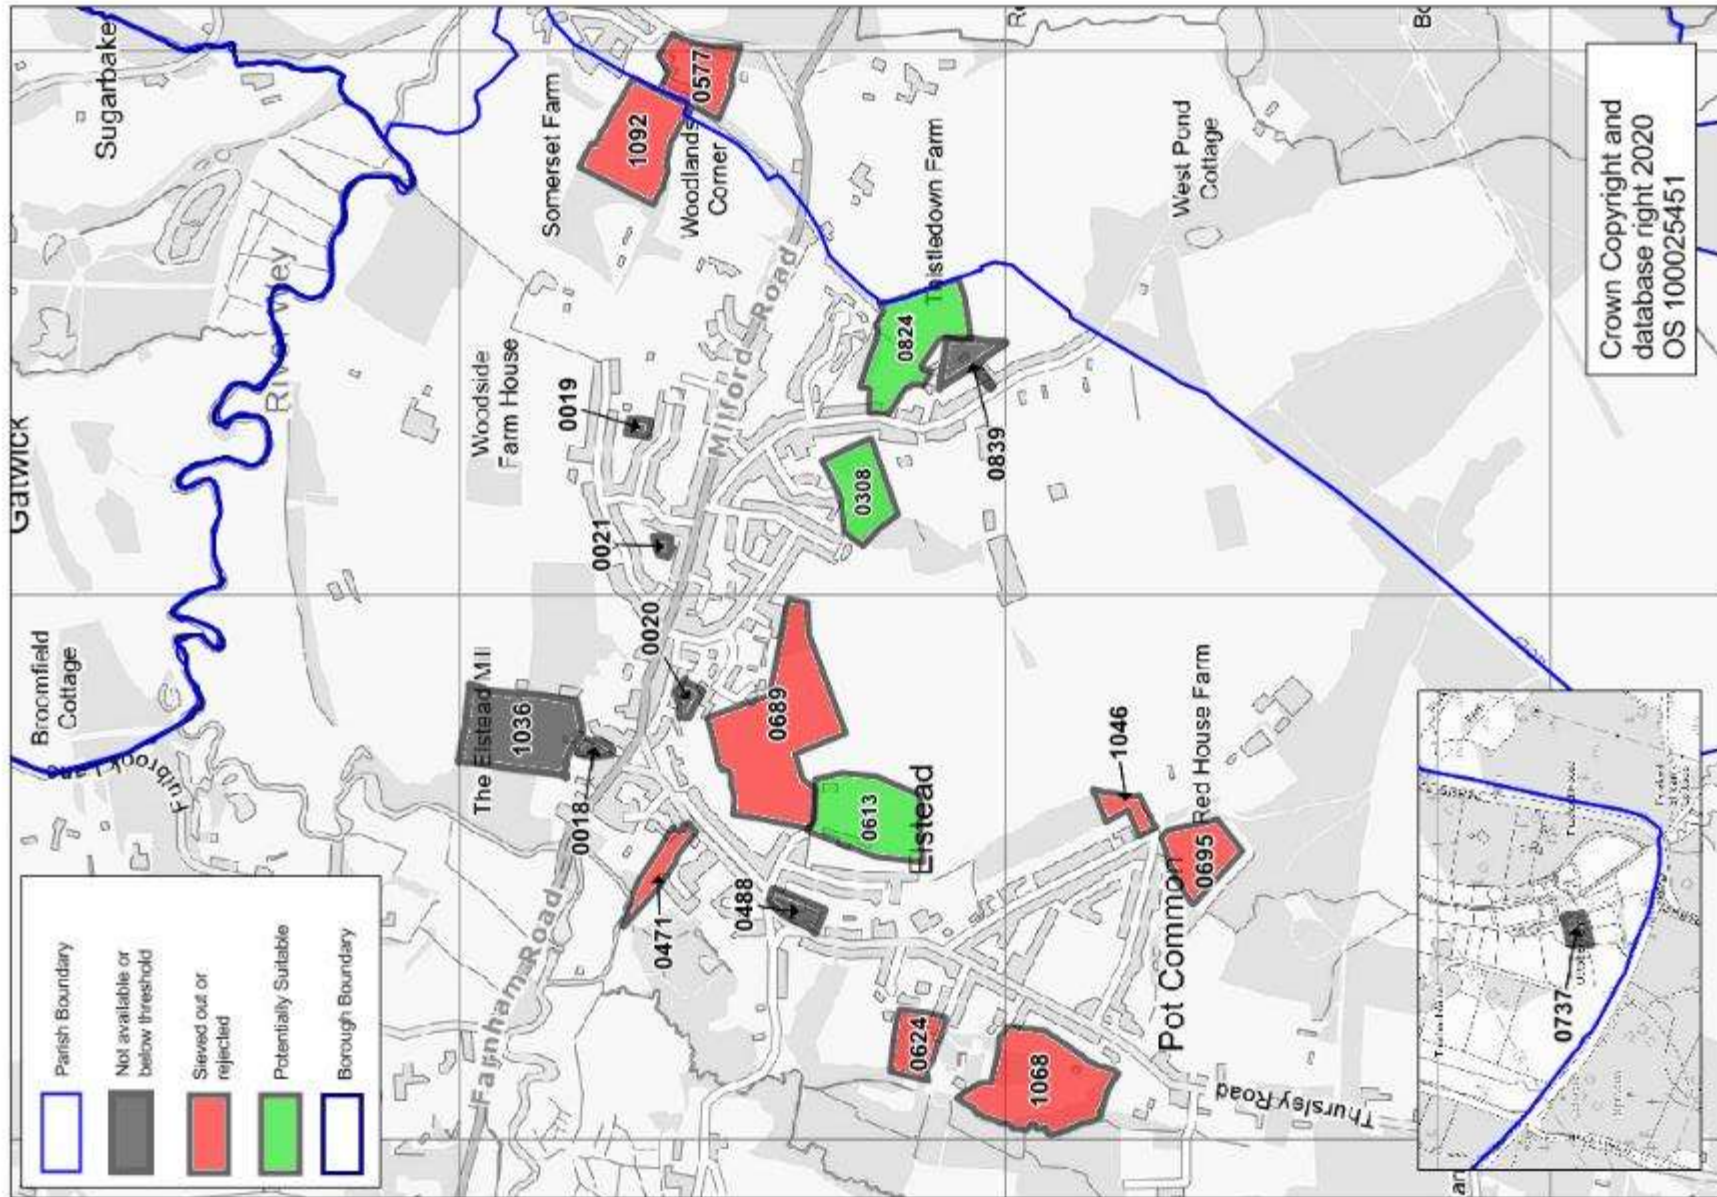 Gatwick
Broomfield
Cottage
Fulbrook Lane
River Wey
Sugarbake
The Elstead Mill
Woodside
Farm House
Somerset Farm
Woodlands
Corner
Thistledown Farm
West Pond
Cottage
Milford Road
Farnham Road
Elstead
Pot Common
Red House Farm
Thursley Road
1036
0018
0020
0021
0019
1092
0577
0824
0839
0308
0689
0613
0471
0488
0624
1068
1046
0695
0737
Parish Boundary
Not available or
below threshold
Sieved out or
rejected
Potentially Suitable
Borough Boundary
Crown Copyright and
database right 2020
OS 100025451